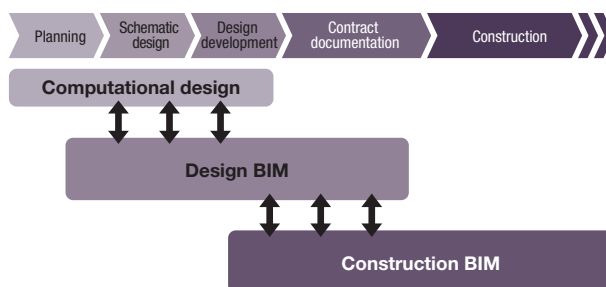 Planning
Schematic
design
Design
development
Contract
documentation
Construction
Computational design
Design BIM
Construction BIM